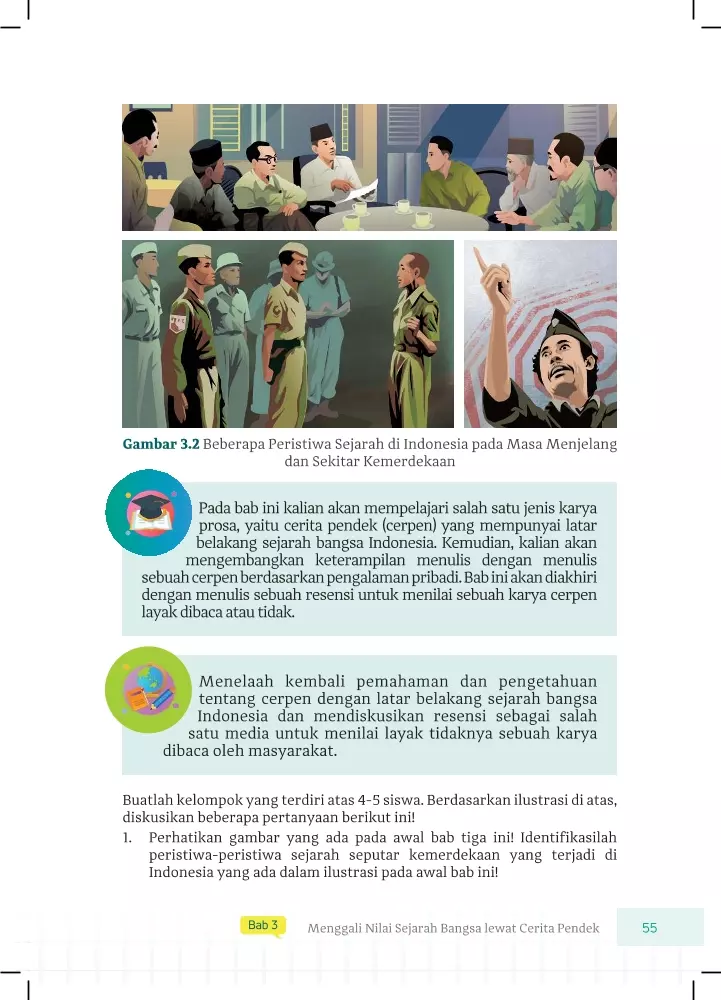 Gambar 3.2 Beberapa Peristiwa Sejarah di Indonesia pada Masa Menjelang
dan Sekitar Kemerdekaan
Pada bab ini kalian akan mempelajari salah satu jenis karya
prosa, yaitu cerita pendek (cerpen) yang mempunyai latar
belakang sejarah bangsa Indonesia. Kemudian, kalian akan
mengembangkan keterampilan menulis dengan menulis
sebuah cerpen berdasarkan pengalaman pribadi. Bab ini akan diakhiri
dengan menulis sebuah resensi untuk menilai sebuah karya cerpen
layak dibaca atau tidak.
Menelaah kembali pemahaman dan pengetahuan
tentang cerpen dengan latar belakang sejarah bangsa
Indonesia dan mendiskusikan resensi sebagai salah
satu media untuk menilai layak tidaknya sebuah karya
dibaca oleh masyarakat.
Buatlah kelompok yang terdiri atas 4-5 siswa. Berdasarkan ilustrasi di atas,
diskusikan beberapa pertanyaan berikut ini!
1. Perhatikan gambar yang ada pada awal bab tiga ini! Identifikasilah
peristiwa-peristiwa sejarah seputar kemerdekaan yang terjadi di
Indonesia yang ada dalam ilustrasi pada awal bab ini!
Bab 3 Menggali Nilai Sejarah Bangsa lewat Cerita Pendek 55